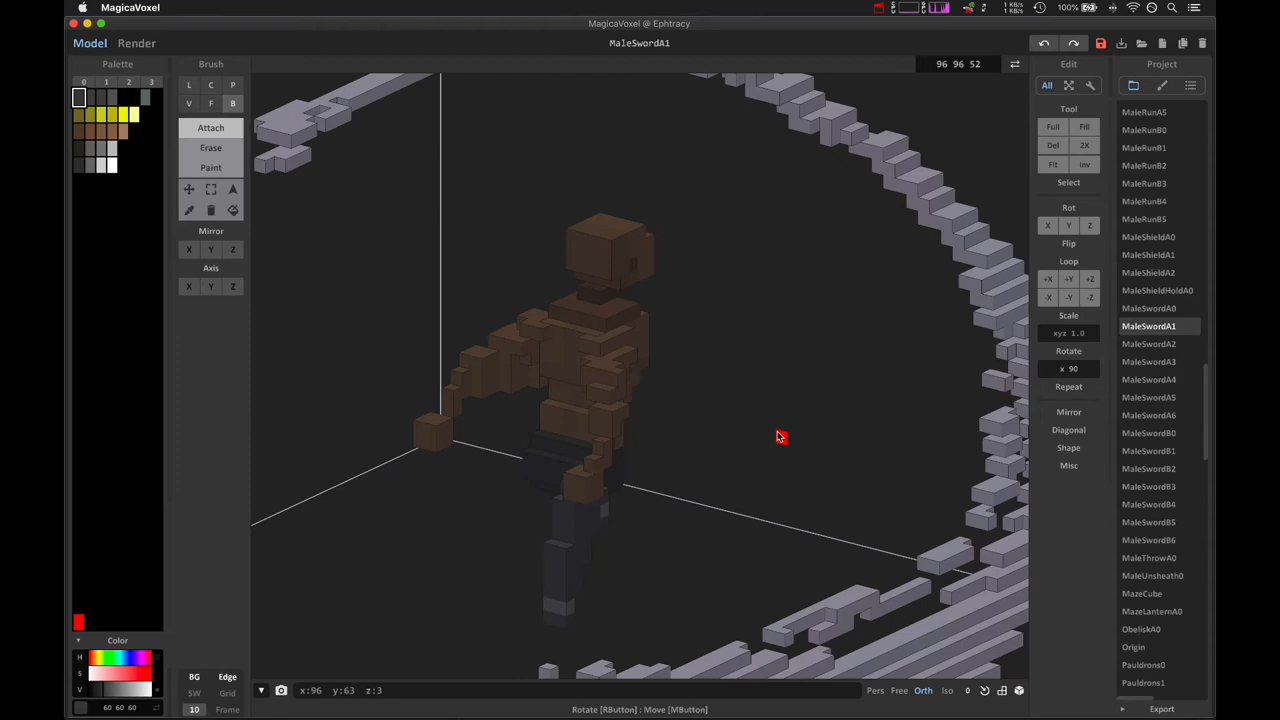 MagicaVoxel
1 KB/s
1 KB/s
100%
MagicaVoxel @ Ephtracy
Model Render
MaleSwordA1
Palette
Brush
96 96 52
Edit
Project
0 1 2 3
L C P
V F B
Attach
Erase
Paint
Mirror
X Y Z
Axis
X Y Z
All
Tool
Full Fill
Del 2X
Fit Inv
Select
Rot
X Y Z
Flip
Loop
+X +Y +Z
-X -Y -Z
Scale
xyz 1.0
Rotate
x 90
Repeat
Mirror
Diagonal
Shape
Misc
MaleRunA5
MaleRunB0
MaleRunB1
MaleRunB2
MaleRunB3
MaleRunB4
MaleRunB5
MaleShieldA0
MaleShieldA1
MaleShieldA2
MaleShieldHoldA0
MaleSwordA0
MaleSwordA1
MaleSwordA2
MaleSwordA3
MaleSwordA4
MaleSwordA5
MaleSwordA6
MaleSwordB0
MaleSwordB1
MaleSwordB2
MaleSwordB3
MaleSwordB4
MaleSwordB5
MaleSwordB6
MaleThrowA0
MaleUnsheath0
MazeCube
MazeLanternA0
ObeliskA0
Origin
Pauldrons0
Pauldrons1
Export
Color
H
S
V
60 60 60
BG Edge
SW Grid
10 Frame
x:96 y:63 z:3
Pers Free Orth Iso 0
Rotate [RButton] : Move [MButton]